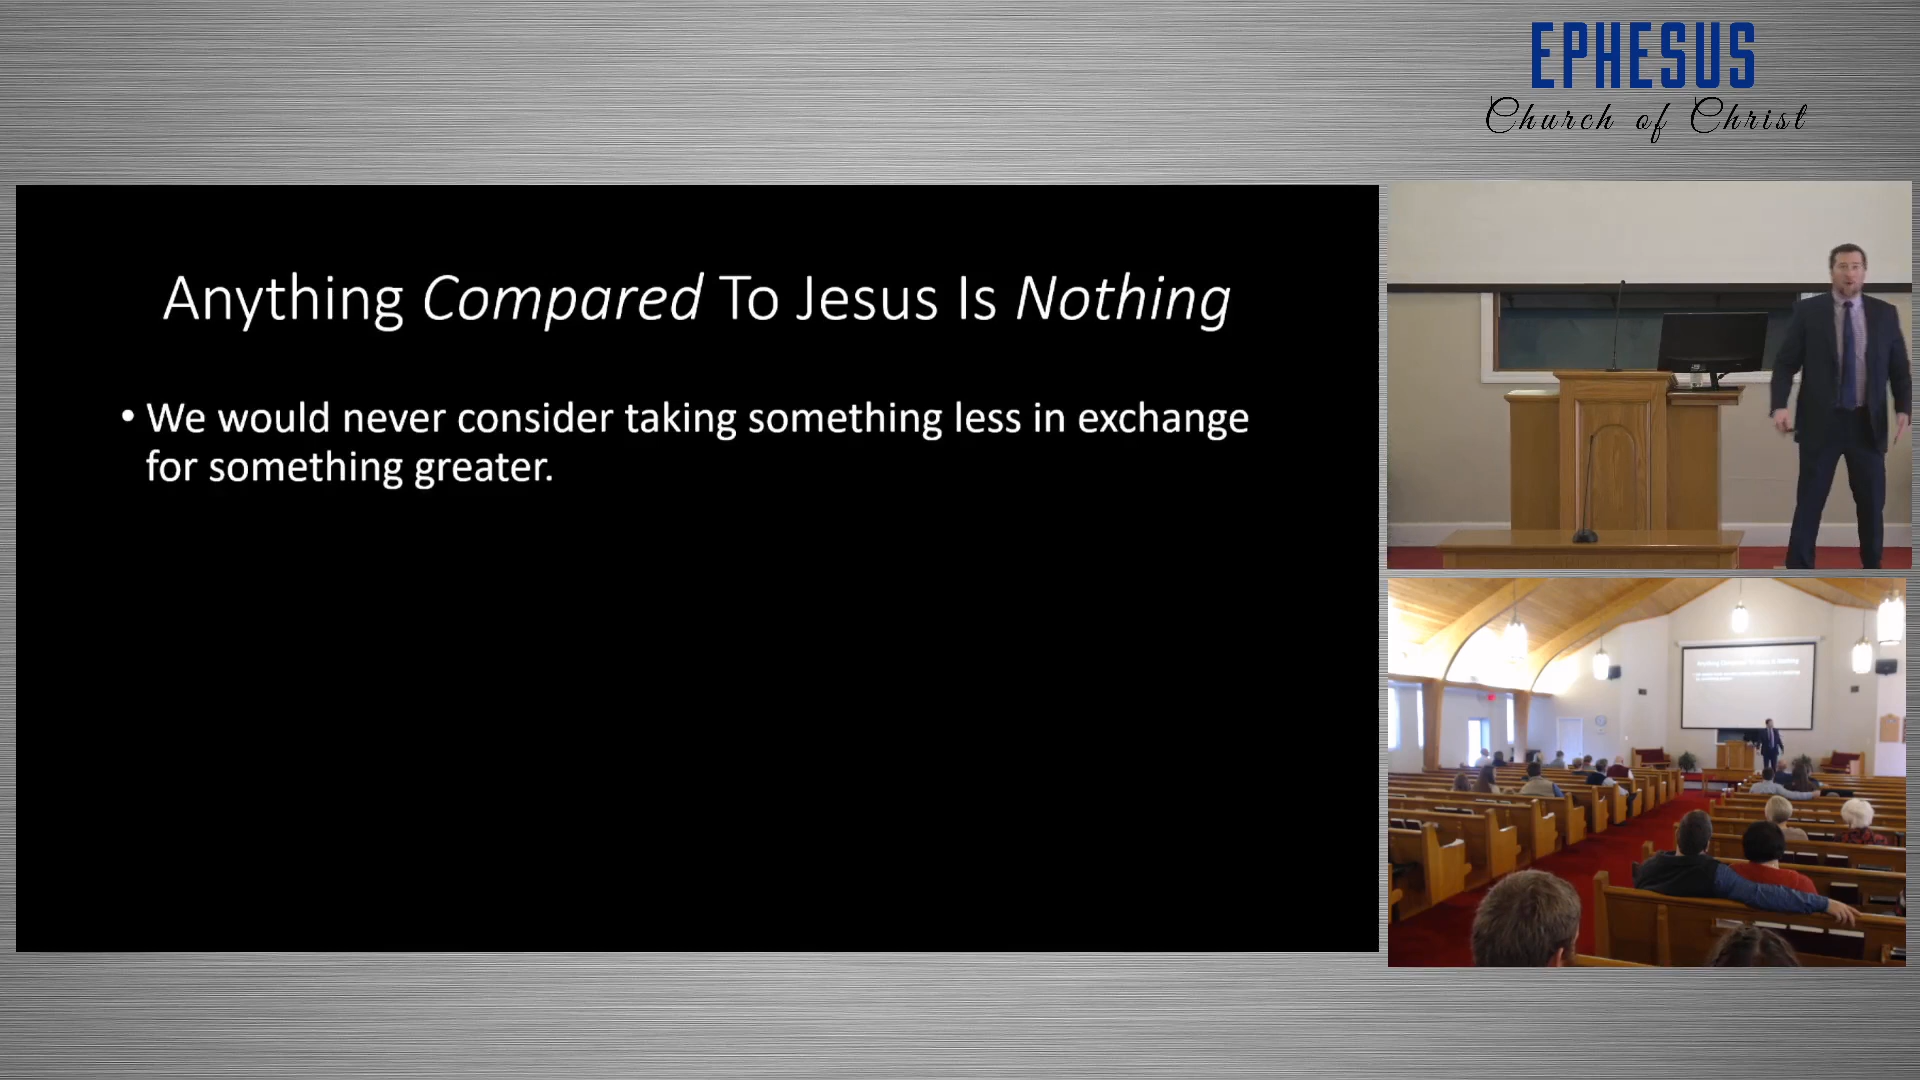 EPHESUS
Church of Christ
Anything Compared To Jesus Is Nothing
• We would never consider taking something less in exchange
for something greater.